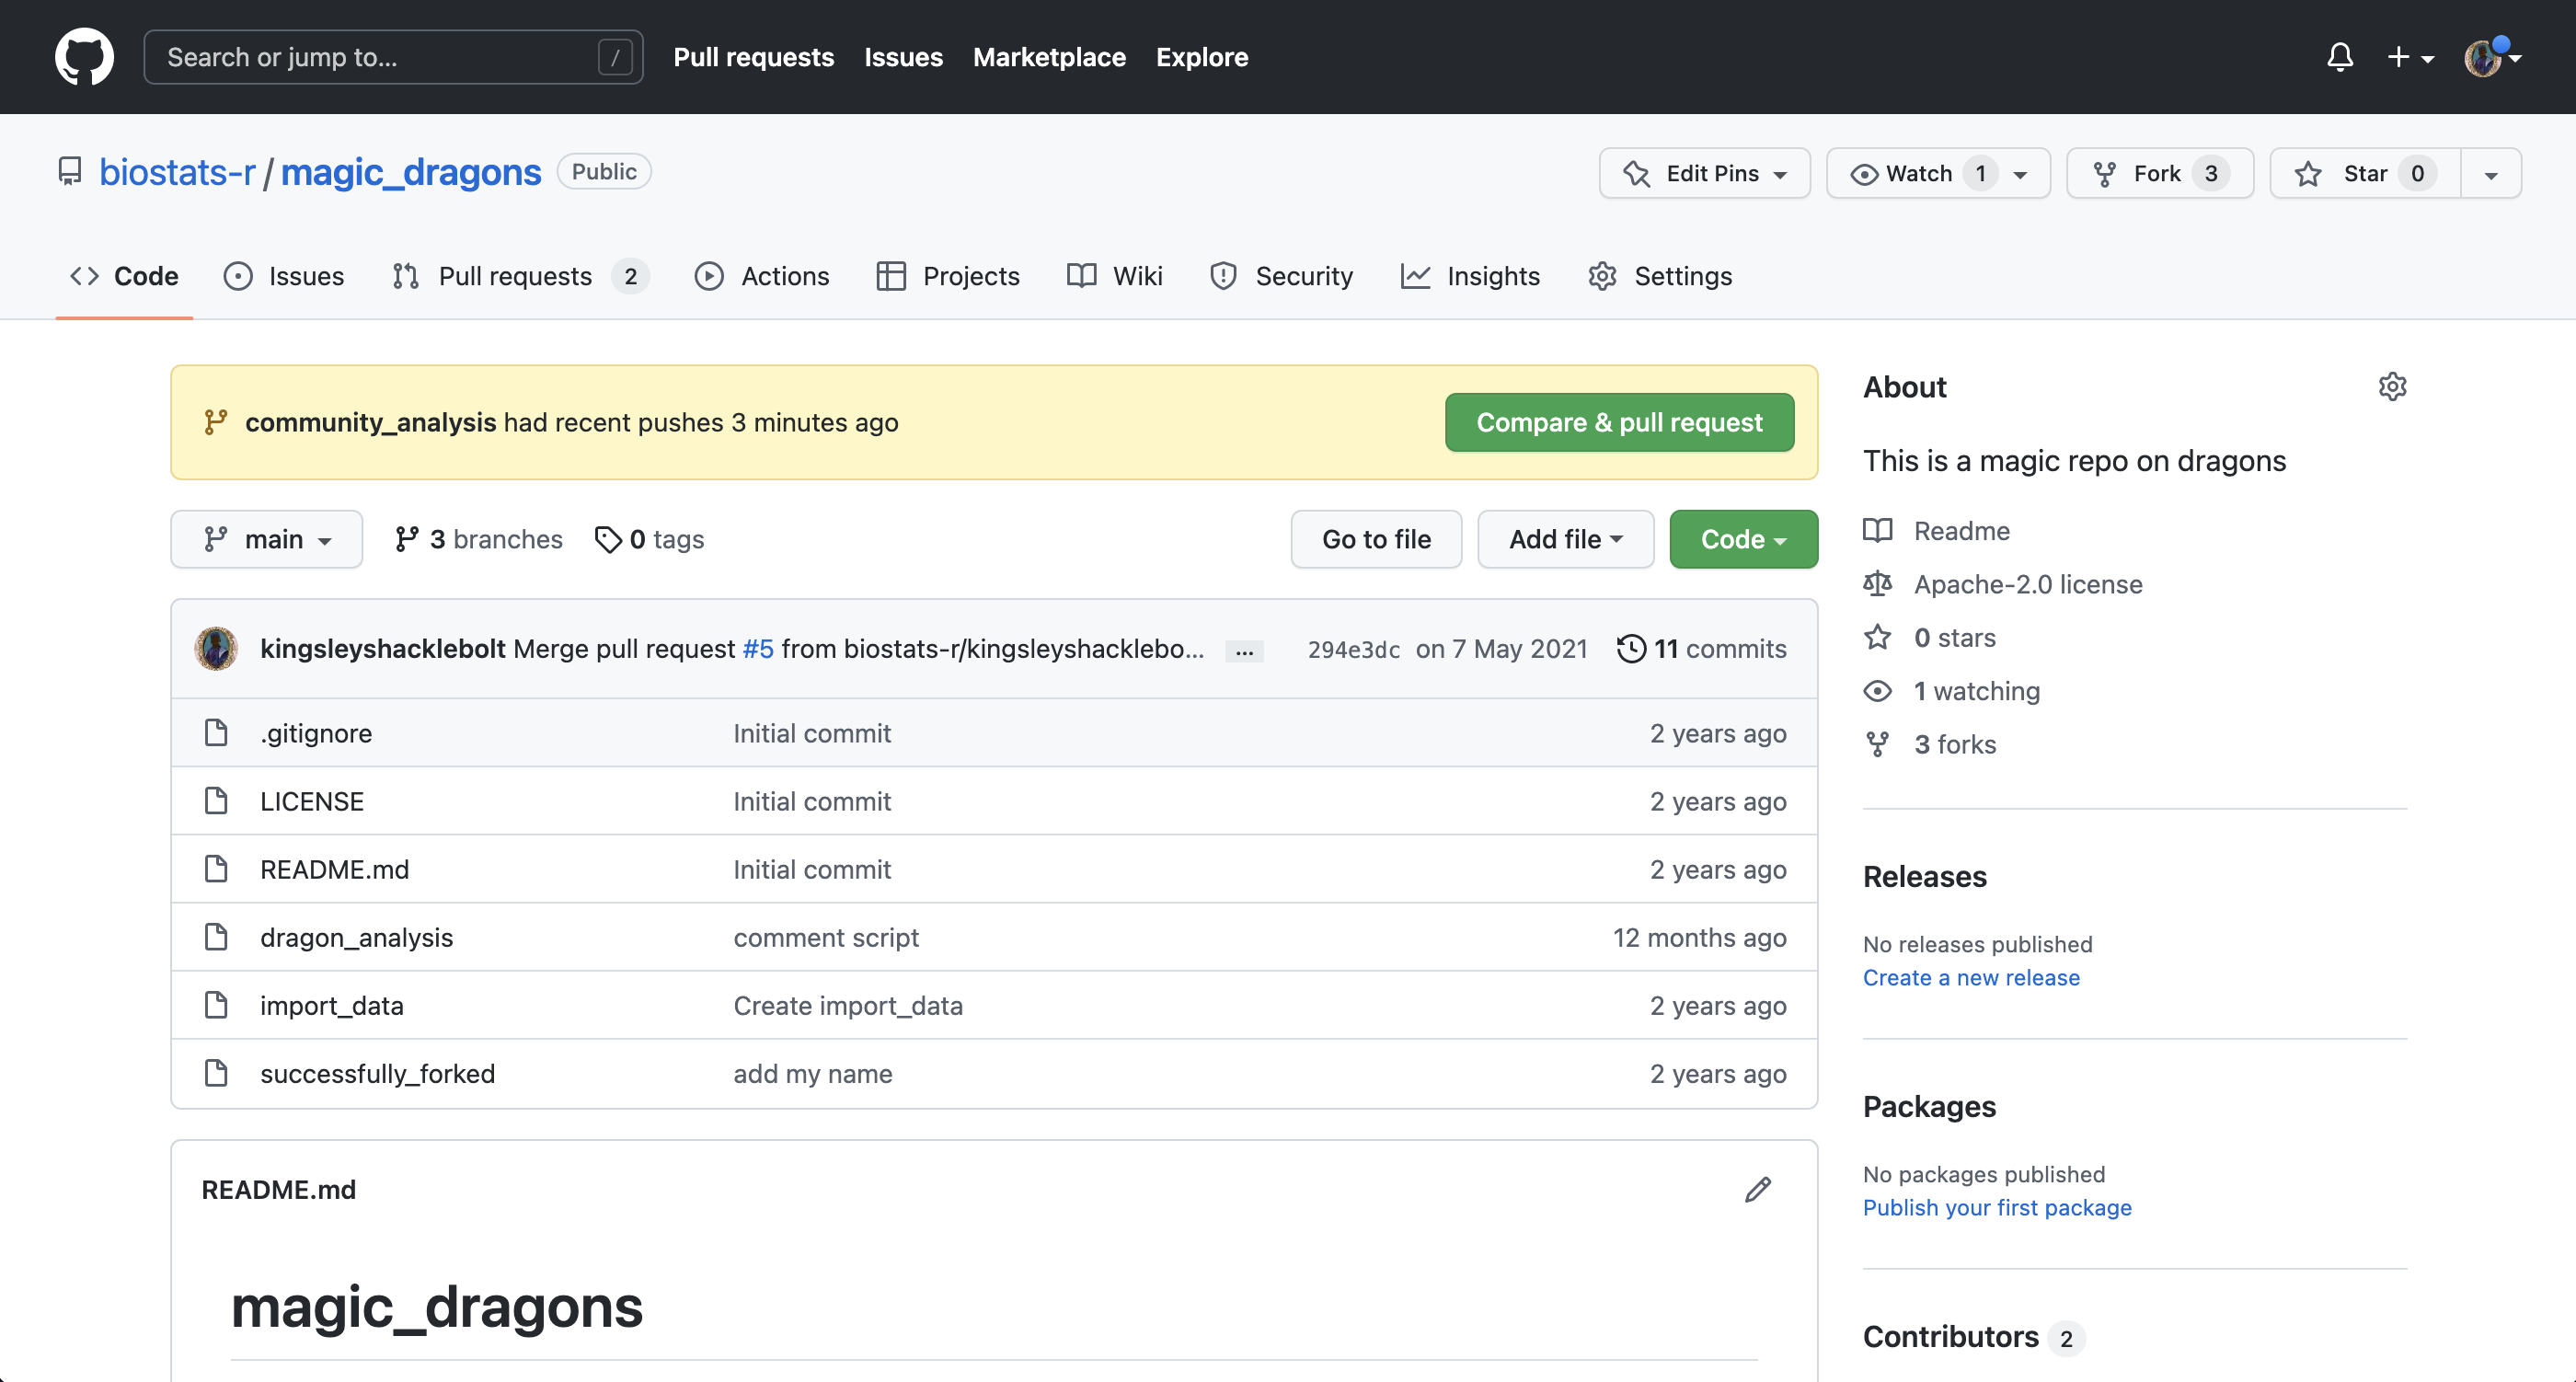 Search or jump to... / Pull requests Issues Marketplace Explore
biostats-r / magic_dragons Public Edit Pins Watch 1 Fork 3 Star 0
Code Issues Pull requests 2 Actions Projects Wiki Security Insights Settings
community_analysis had recent pushes 3 minutes ago Compare & pull request
main 3 branches 0 tags Go to file Add file Code
kingsleyshacklebolt Merge pull request #5 from biostats-r/kingsleyshacklebo... ... 294e3dc on 7 May 2021 11 commits
.gitignore Initial commit 2 years ago
LICENSE Initial commit 2 years ago
README.md Initial commit 2 years ago
dragon_analysis comment script 12 months ago
import_data Create import_data 2 years ago
successfully_forked add my name 2 years ago
README.md
magic_dragons
About
This is a magic repo on dragons
Readme
Apache-2.0 license
0 stars
1 watching
3 forks
Releases
No releases published
Create a new release
Packages
No packages published
Publish your first package
Contributors 2